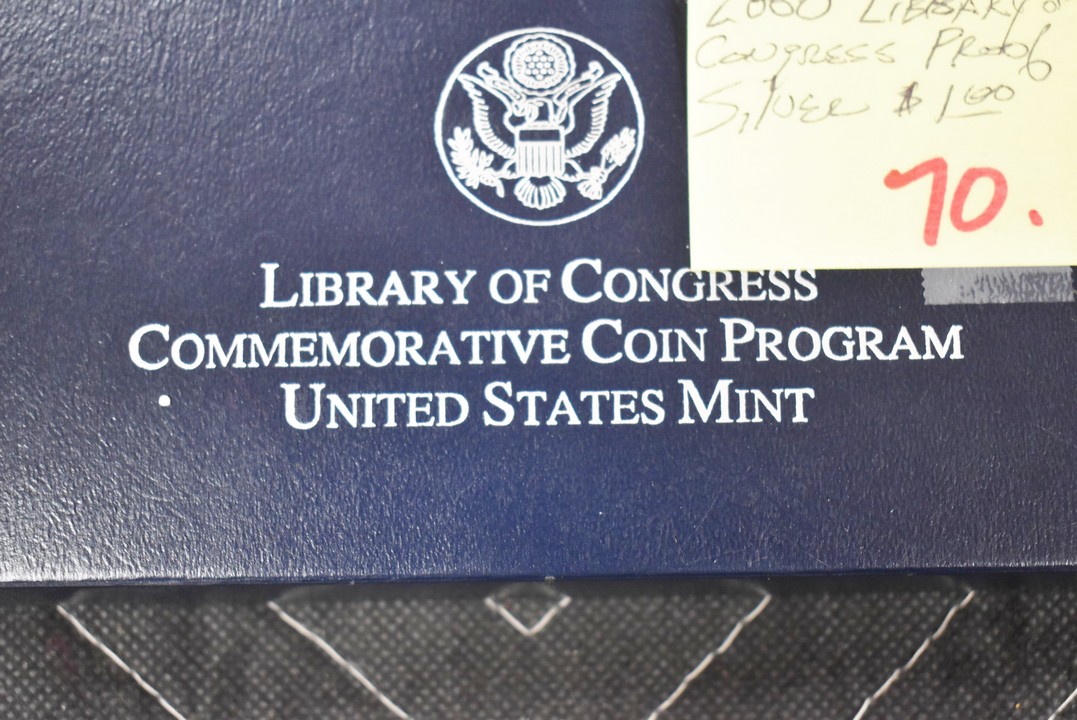 2000 LIBRARY of
CONGRESS PROOF
SILVER $1.00
70.
LIBRARY OF CONGRESS
COMMEMORATIVE COIN PROGRAM
UNITED STATES MINT